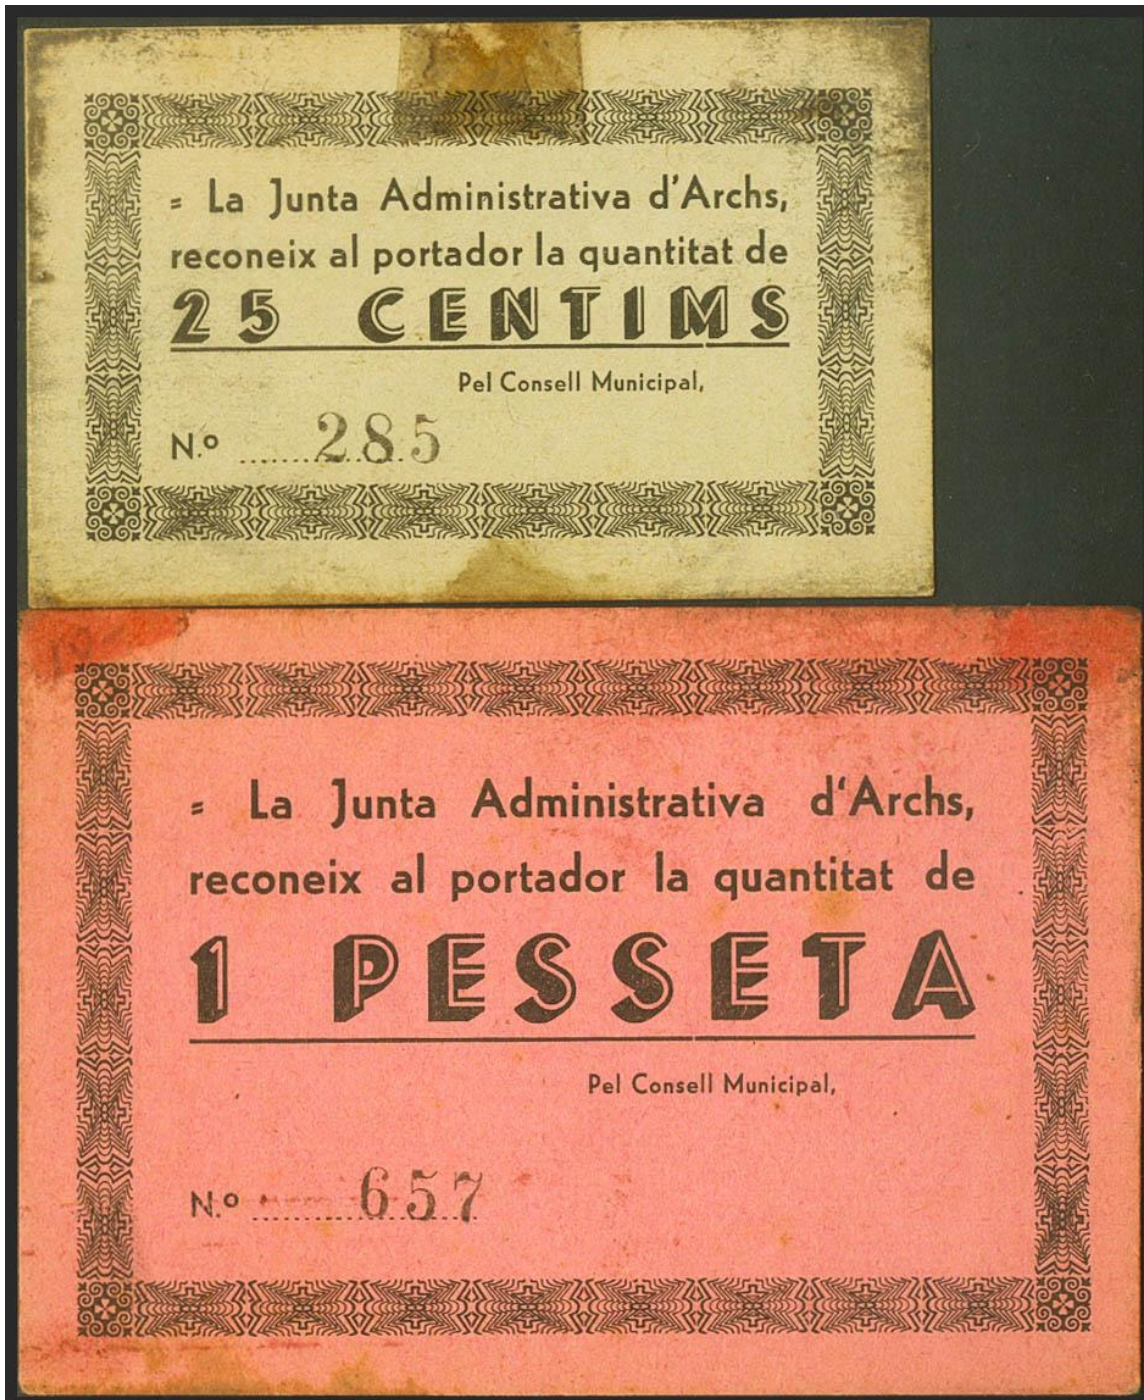 = La Junta Administrativa d'Archs,
reconeix al portador la quantitat de
25 CENTIMS
Pel Consell Municipal,
N.º 285
= La Junta Administrativa d'Archs,
reconeix al portador la quantitat de
1 PESSETA
Pel Consell Municipal,
N.º 657